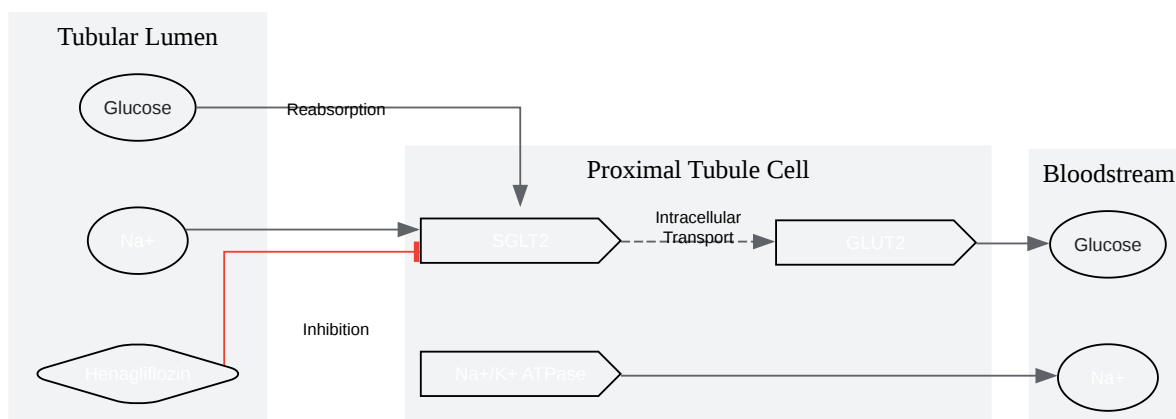 Tubular Lumen
Glucose
Reabsorption
Proximal Tubule Cell
Bloodstream
Na+
SGLT2
Intracellular
Transport
GLUT2
Glucose
Inhibition
Henagliflozin
Na+/K+ ATPase
Na+